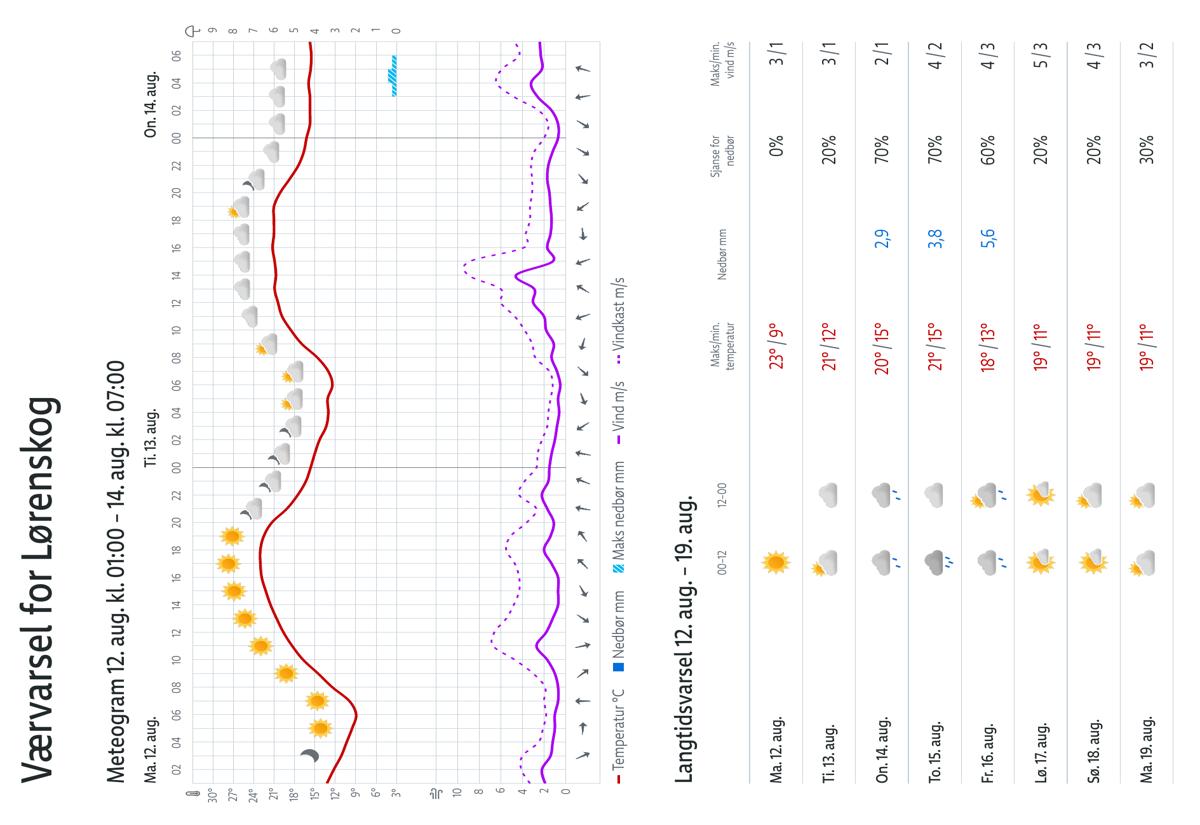 Værvarsel for Lørenskog
Meteogram 12. aug. kl. 01:00 – 14. aug. kl. 07:00
Ma. 12. aug. Ti. 13. aug. On. 14. aug.
02 04 06 08 10 12 14 16 18 20 22 00 02 04 06 08 10 12 14 16 18 20 22 00 02 04 06
30° 9
27° 8
24° 7
21° 6
18° 5
15° 4
12° 3
9° 2
6° 1
3° 0
10
8
6
4
2
0
Temperatur °C Nedbør mm Maks nedbør mm Vind m/s Vindkast m/s
Langtidsvarsel 12. aug. – 19. aug.
00–12 12–00 Maks/min. temperatur Nedbør mm Sjanse for nedbør Maks/min. vind m/s
Ma. 12. aug. 23° / 9° 0% 3 / 1
Ti. 13. aug. 21° / 12° 20% 3 / 1
On. 14. aug. 20° / 15° 2,9 70% 2 / 1
To. 15. aug. 21° / 15° 3,8 70% 4 / 2
Fr. 16. aug. 18° / 13° 5,6 60% 4 / 3
Lø. 17. aug. 19° / 11° 20% 5 / 3
Sø. 18. aug. 19° / 11° 20% 4 / 3
Ma. 19. aug. 19° / 11° 30% 3 / 2